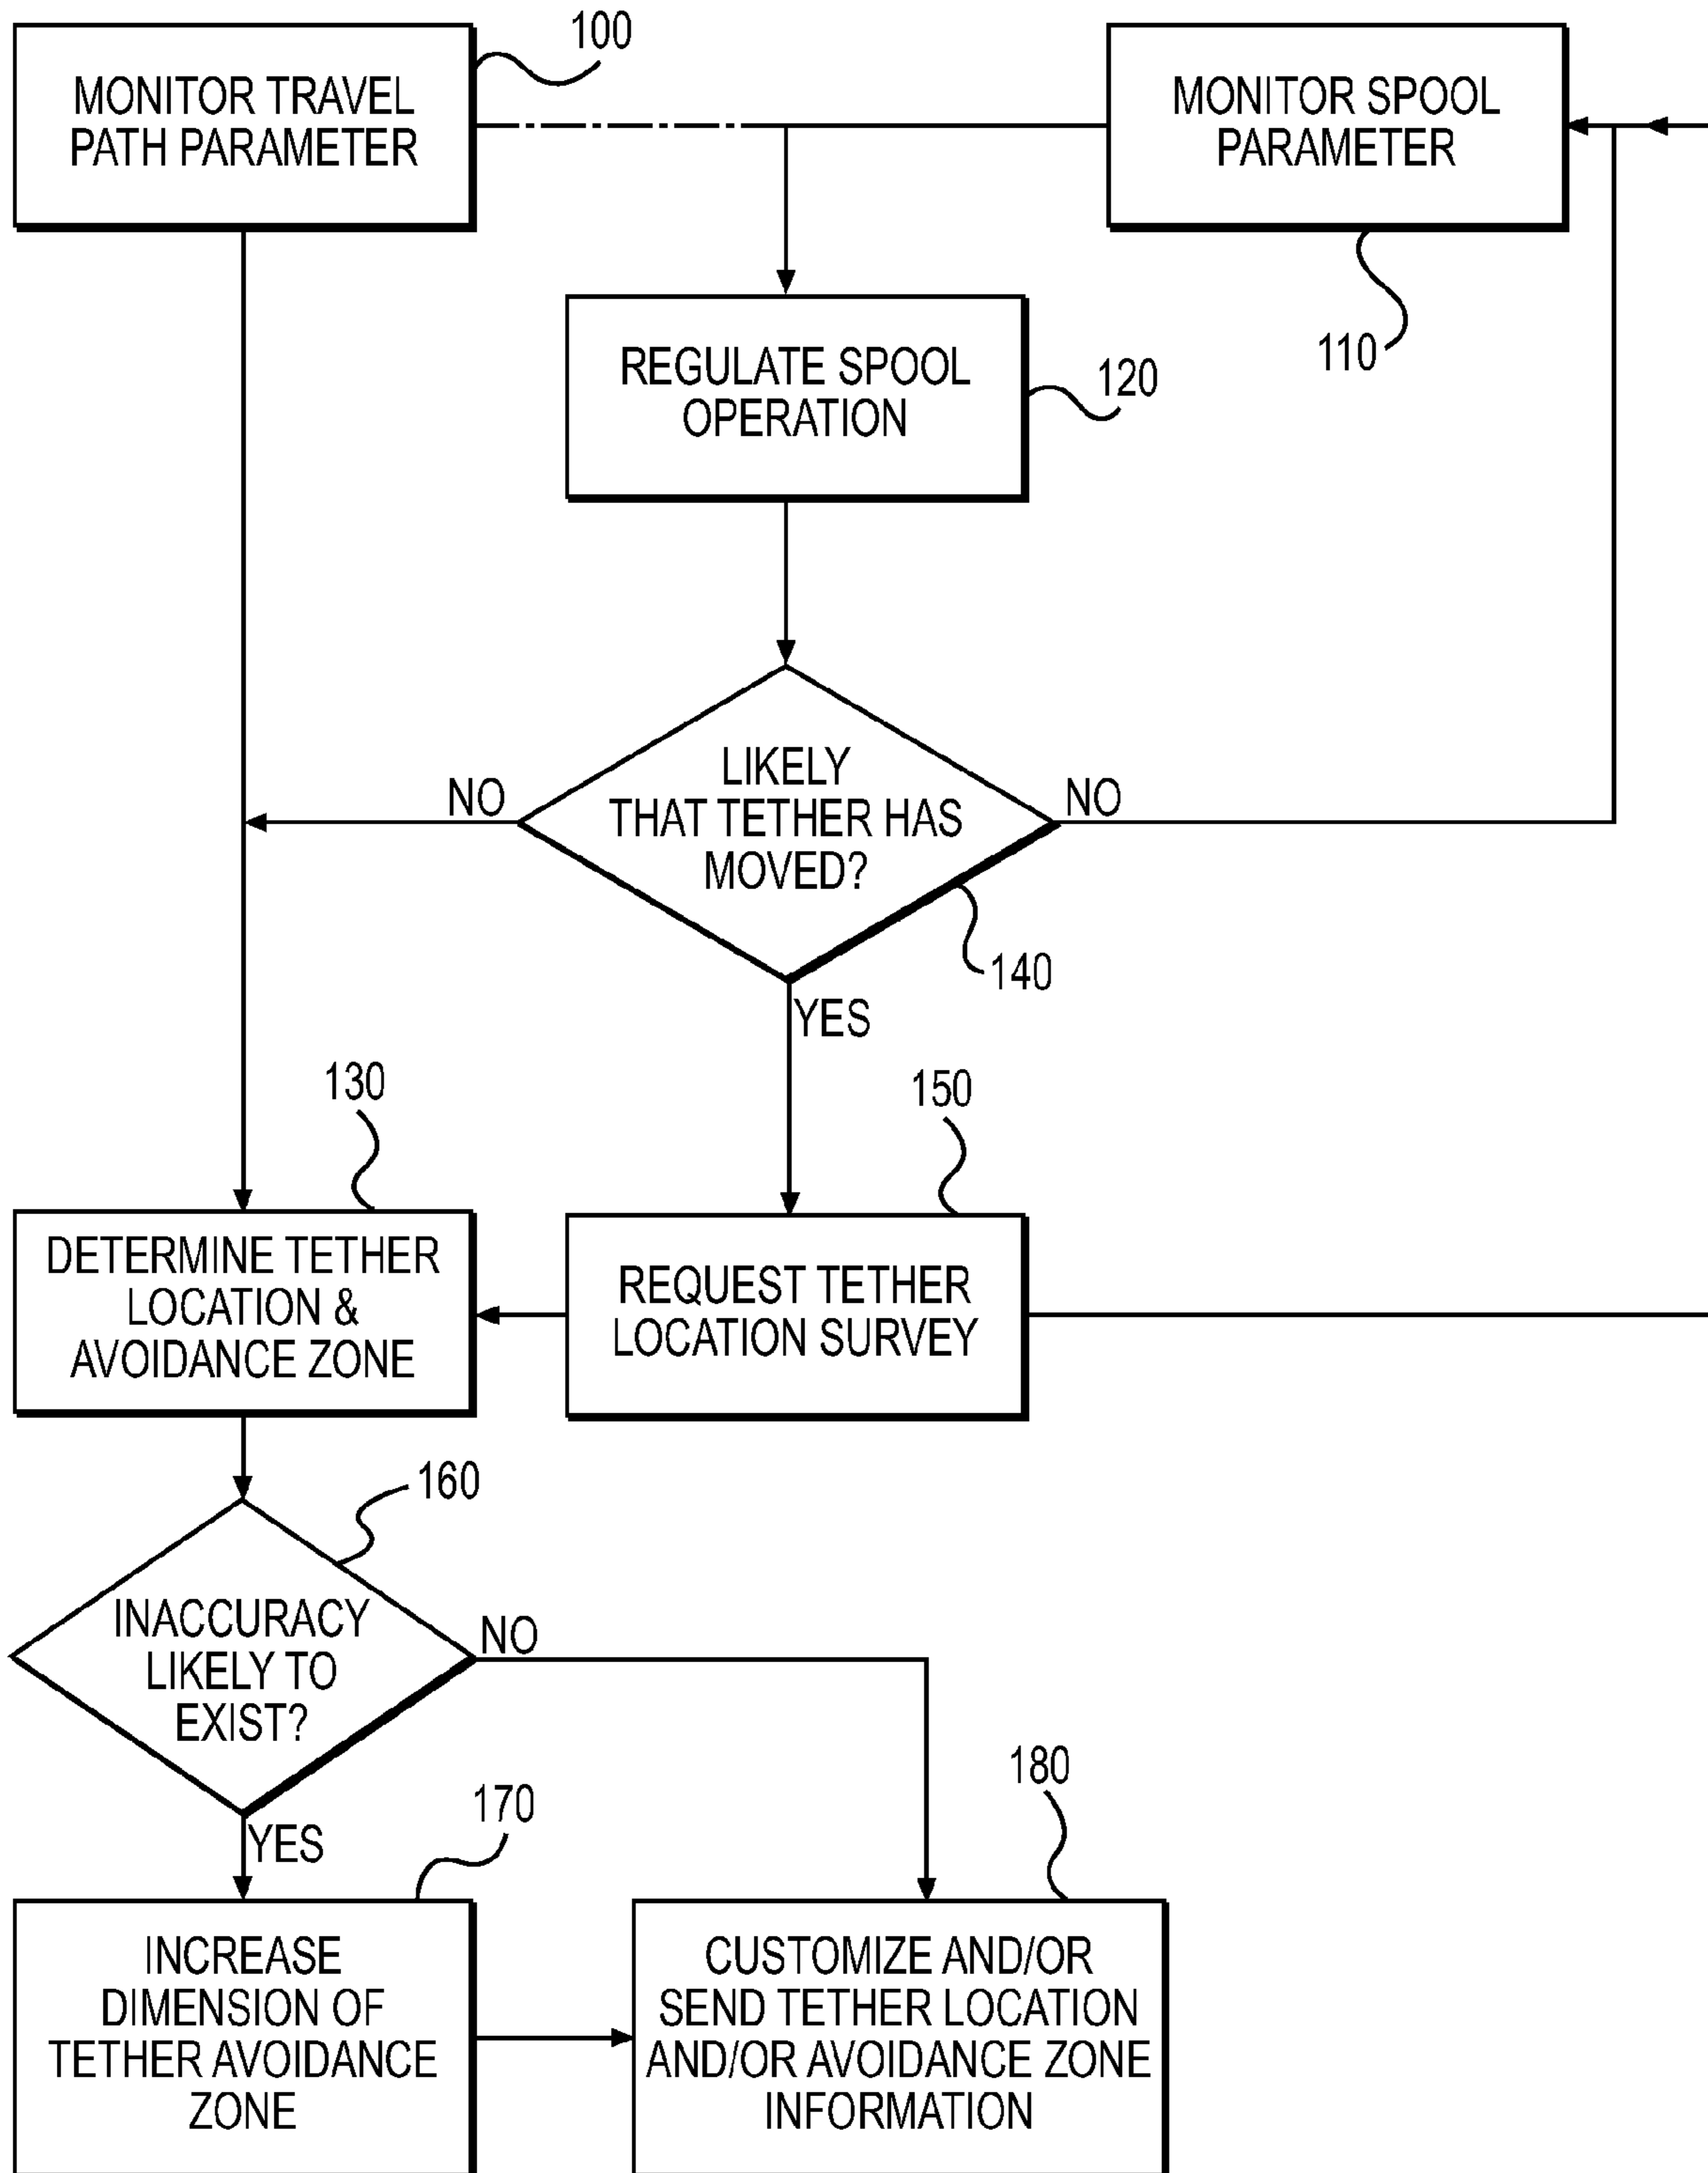 100
MONITOR TRAVEL
PATH PARAMETER
MONITOR SPOOL
PARAMETER
110
REGULATE SPOOL
OPERATION
120
LIKELY
THAT TETHER HAS
MOVED?
NO
NO
140
YES
130
150
DETERMINE TETHER
LOCATION &
AVOIDANCE ZONE
REQUEST TETHER
LOCATION SURVEY
160
INACCURACY
LIKELY TO
EXIST?
NO
YES
170
180
INCREASE
DIMENSION OF
TETHER AVOIDANCE
ZONE
CUSTOMIZE AND/OR
SEND TETHER LOCATION
AND/OR AVOIDANCE ZONE
INFORMATION